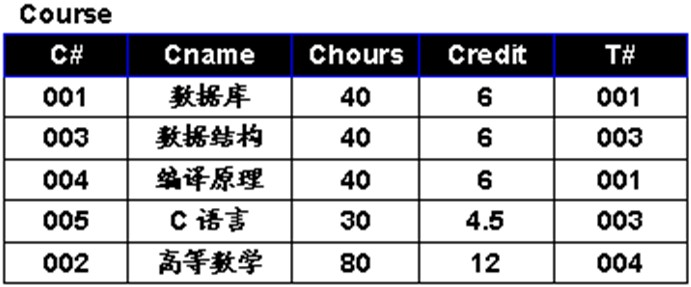 Course
C# Cname Chours Credit T#
001 数据库 40 6 001
003 数据结构 40 6 003
004 编译原理 40 6 001
005 C 语言 30 4.5 003
002 高等数学 80 12 004